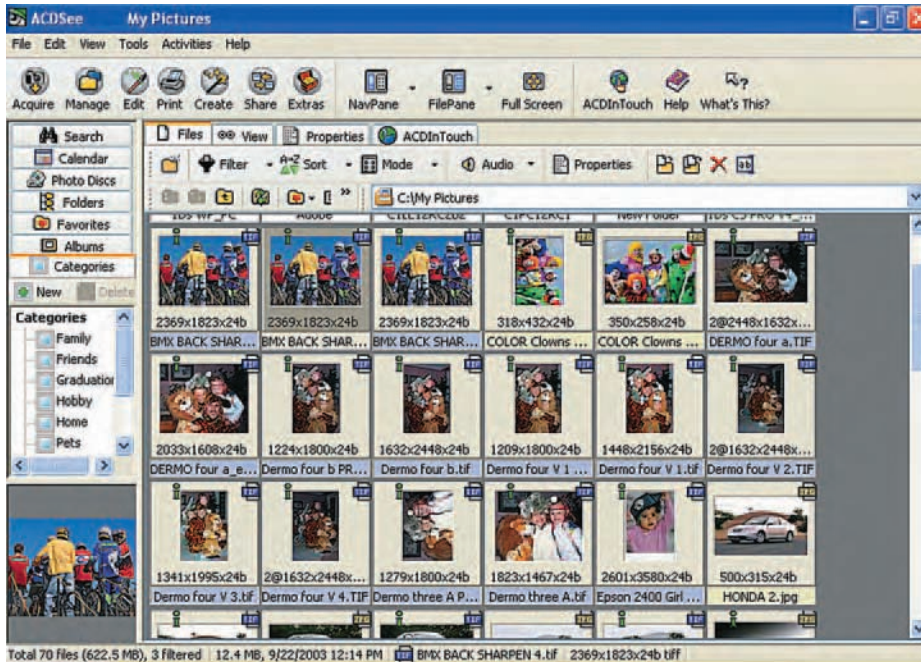 ACDSee My Pictures
File Edit View Tools Activities Help
Acquire Manage Edit Print Create Share Extras NavPane FilePane Full Screen ACDInTouch Help What's This?
Search
Calendar
Photo Discs
Folders
Favorites
Albums
Categories
New Delete
Categories
Family
Friends
Graduation
Hobby
Home
Pets
Files View Properties ACDInTouch
Filter A-Z Sort Mode Audio Properties
C:\My Pictures
Adobe New Folder
2369x1823x24b 2369x1823x24b 2369x1823x24b 318x432x24b 350x258x24b 2@2448x1632x...
BMX BACK SHAR... BMX BACK SHAR... BMX BACK SHAR... COLOR Clowns ... COLOR Clowns ... DERMO four a.TIF
2033x1608x24b 1224x1800x24b 1632x2448x24b 1209x1800x24b 1448x2156x24b 2@1632x2448x...
DERMO four a_e... Dermo four b PR... Dermo four b.tif Dermo four V 1 ... Dermo four V 1.tif Dermo four V 2.TIF
1341x1995x24b 2@1632x2448x... 1279x1800x24b 1823x1467x24b 2601x3580x24b 500x315x24b
Dermo four V 3.tif Dermo four V 4.TIF Dermo three A P... Dermo three A.tif Epson 2400 Girl ... HONDA 2.jpg
Total 70 files (622.5 MB), 3 filtered 12.4 MB, 9/22/2003 12:14 PM BMX BACK SHARPEN 4.tif 2369x1823x24b tiff